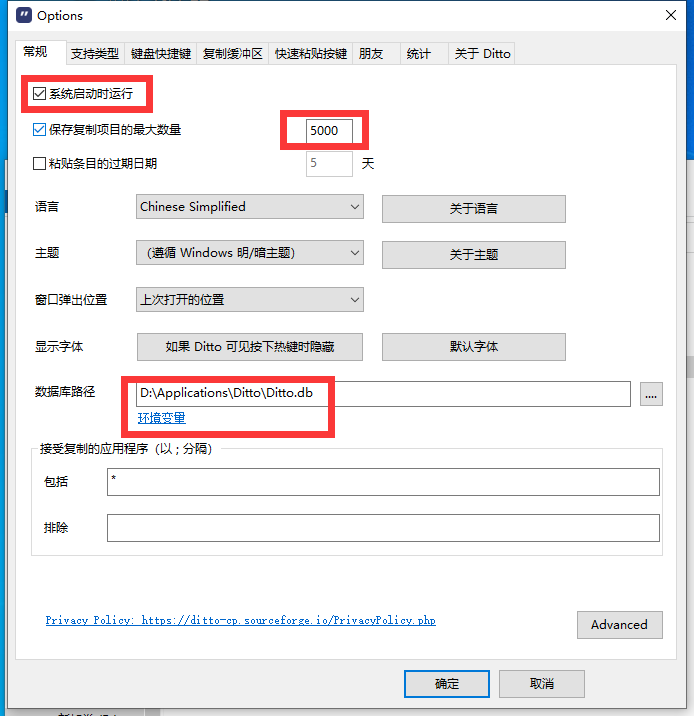 Options
常规 支持类型 键盘快捷键 复制缓冲区 快速粘贴按键 朋友 统计 关于 Ditto
系统启动时运行
保存复制项目的最大数量 5000
粘贴条目的过期日期 5 天
语言 Chinese Simplified 关于语言
主题 (遵循 Windows 明/暗主题) 关于主题
窗口弹出位置 上次打开的位置
显示字体 如果 Ditto 可见按下热键时隐藏 默认字体
数据库路径 D:\Applications\Ditto\Ditto.db ....
环境变量
接受复制的应用程序（以 ; 分隔）
包括 *
排除
Privacy Policy: https://ditto-cp.sourceforge.io/PrivacyPolicy.php
Advanced
确定 取消